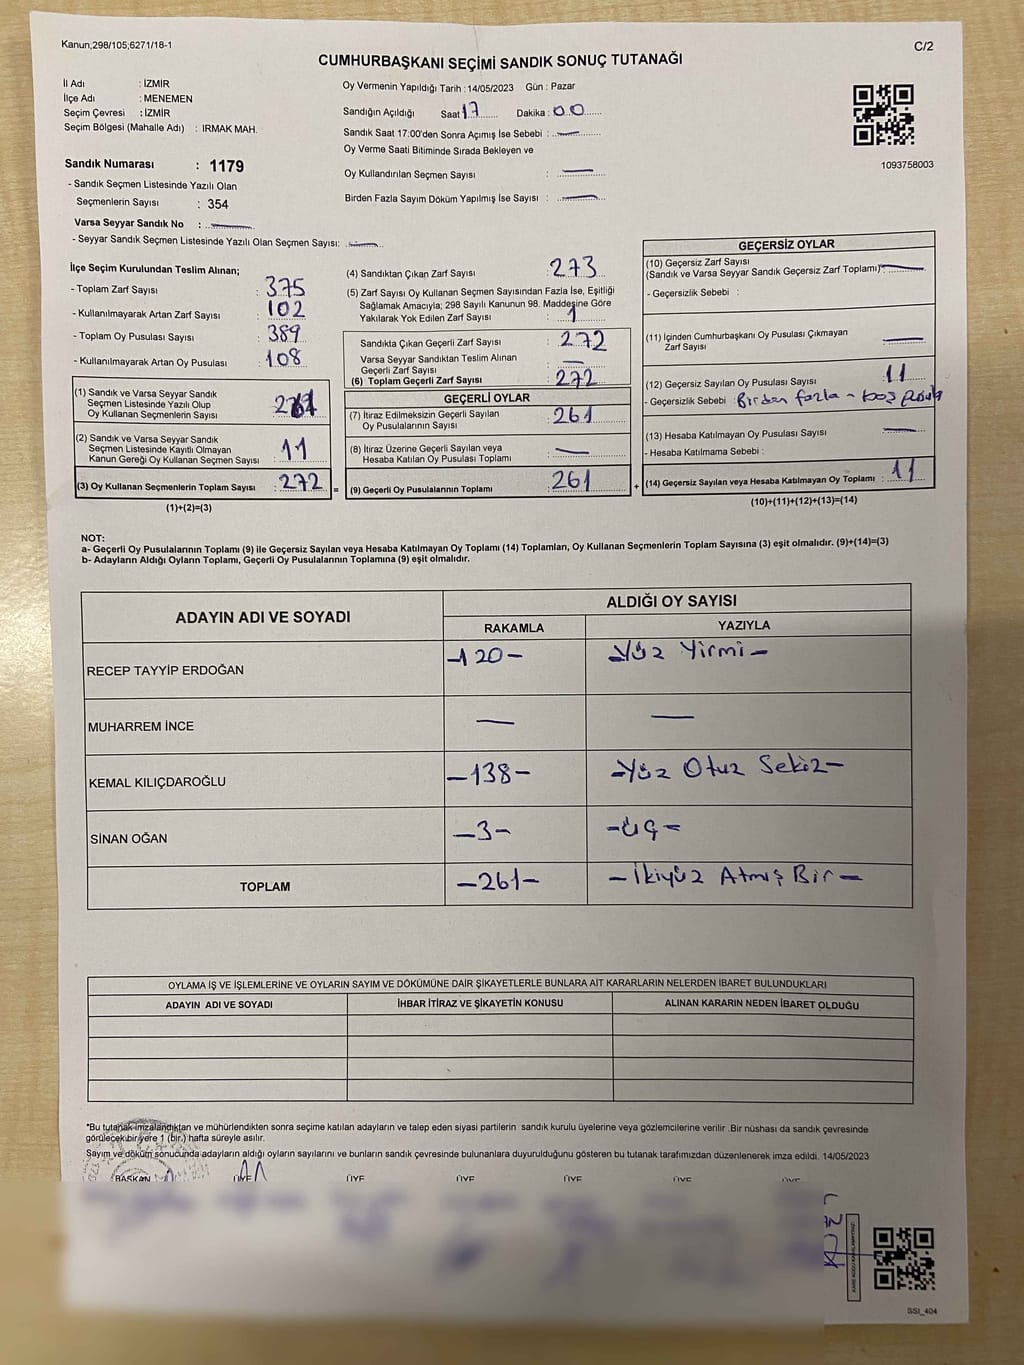 Kanun;298/105;6271/18-1
C/2
CUMHURBAŞKANI SEÇİMİ SANDIK SONUÇ TUTANAĞI
İl Adı : İZMİR
İlçe Adı : MENEMEN
Seçim Çevresi : İZMİR
Seçim Bölgesi (Mahalle Adı) : IRMAK MAH.
Sandık Numarası : 1179
- Sandık Seçmen Listesinde Yazılı Olan
Seçmenlerin Sayısı : 354
Varsa Seyyar Sandık No :
- Seyyar Sandık Seçmen Listesinde Yazılı Olan Seçmen Sayısı:
Oy Vermenin Yapıldığı Tarih : 14/05/2023 Gün : Pazar
Sandığın Açıldığı Saat 17 Dakika : 00
Sandık Saat 17:00'den Sonra Açımış İse Sebebi :
Oy Verme Saati Bitiminde Sırada Bekleyen ve
Oy Kullandırılan Seçmen Sayısı :
Birden Fazla Sayım Döküm Yapılmış İse Sayısı :
1093758003
İlçe Seçim Kurulundan Teslim Alınan;
- Toplam Zarf Sayısı : 375
- Kullanılmayarak Artan Zarf Sayısı : 102
- Toplam Oy Pusulası Sayısı : 389
- Kullanılmayarak Artan Oy Pusulası : 108
(1) Sandık ve Varsa Seyyar Sandık
Seçmen Listesinde Yazılı Olup
Oy Kullanan Seçmenlerin Sayısı :
(2) Sandık ve Varsa Seyyar Sandık
Seçmen Listesinde Kayıtlı Olmayan
Kanun Gereği Oy Kullanan Seçmen Sayısı : 11
(3) Oy Kullanan Seçmenlerin Toplam Sayısı : 272 =
(1)+(2)=(3)
(4) Sandıktan Çıkan Zarf Sayısı : 273
(5) Zarf Sayısı Oy Kullanan Seçmen Sayısından Fazla İse, Eşitliği
Sağlamak Amacıyla; 298 Sayılı Kanunun 98. Maddesine Göre
Yakılarak Yok Edilen Zarf Sayısı : 1
Sandıkta Çıkan Geçerli Zarf Sayısı : 272
Varsa Seyyar Sandıktan Teslim Alınan
Geçerli Zarf Sayısı :
(6) Toplam Geçerli Zarf Sayısı : 272
GEÇERLİ OYLAR
(7) İtiraz Edilmeksizin Geçerli Sayılan
Oy Pusulalarının Sayısı : 261
(8) İtiraz Üzerine Geçerli Sayılan veya
Hesaba Katılan Oy Pusulası Toplamı :
(9) Geçerli Oy Pusulalarının Toplamı : 261 +
GEÇERSİZ OYLAR
(10) Geçersiz Zarf Sayısı
(Sandık ve Varsa Seyyar Sandık Geçersiz Zarf Toplamı):
- Geçersizlik Sebebi :
(11) İçinden Cumhurbaşkanı Oy Pusulası Çıkmayan
Zarf Sayısı :
(12) Geçersiz Sayılan Oy Pusulası Sayısı : 11
- Geçersizlik Sebebi : Birden fazla - boş pusula
(13) Hesaba Katılmayan Oy Pusulası Sayısı :
- Hesaba Katılmama Sebebi :
(14) Geçersiz Sayılan veya Hesaba Katılmayan Oy Toplamı : 11
(10)+(11)+(12)+(13)=(14)
NOT:
a- Geçerli Oy Pusulalarının Toplamı (9) ile Geçersiz Sayılan veya Hesaba Katılmayan Oy Toplamı (14) Toplamları, Oy Kullanan Seçmenlerin Toplam Sayısına (3) eşit olmalıdır. (9)+(14)=(3)
b- Adayların Aldığı Oyların Toplamı, Geçerli Oy Pusulalarının Toplamına (9) eşit olmalıdır.
ADAYIN ADI VE SOYADI
ALDIĞI OY SAYISI
RAKAMLA YAZIYLA
RECEP TAYYİP ERDOĞAN -120- -Yüz Yirmi-
MUHARREM İNCE — —
KEMAL KILIÇDAROĞLU -138- -Yüz Otuz Sekiz-
SİNAN OĞAN -3- -Üç-
TOPLAM -261- -İkiyüz Atmış Bir-
OYLAMA İŞ VE İŞLEMLERİNE VE OYLARIN SAYIM VE DÖKÜMÜNE DAİR ŞİKAYETLERLE BUNLARA AİT KARARLARIN NELERDEN İBARET BULUNDUKLARI
ADAYIN ADI VE SOYADI İHBAR İTİRAZ VE ŞİKAYETİN KONUSU ALINAN KARARIN NEDEN İBARET OLDUĞU
*Bu tutanak imzalandıktan ve mühürlendikten sonra seçime katılan adayların ve talep eden siyasi partilerin sandık kurulu üyelerine veya gözlemcilerine verilir .Bir nüshası da sandık çevresinde
görülecek bir yere 1 (bir.) hafta süreyle asılır.
Sayım ve döküm sonucunda adayların aldığı oyların sayılarını ve bunların sandık çevresinde bulunanlara duyurulduğunu gösteren bu tutanak tarafımızdan düzenlenerek imza edildi. 14/05/2023
BAŞKAN ÜYE ÜYE ÜYE ÜYE ÜYE ÜYE
SSI_404